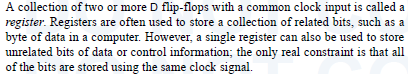 A collection of two or more D flip-flops with a common clock input is called a
register. Registers are often used to store a collection of related bits, such as a
byte of data in a computer. However, a single register can also be used to store
unrelated bits of data or control information; the only real constraint is that all
of the bits are stored using the same clock signal.